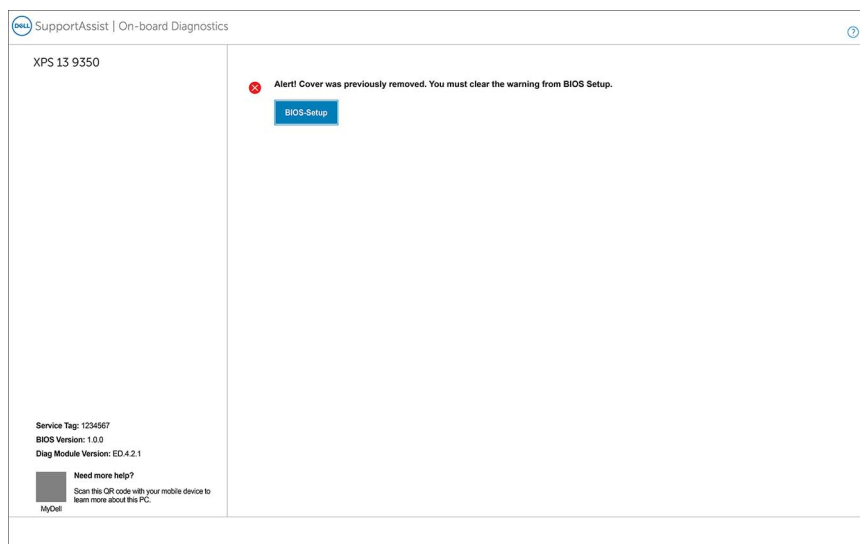 DELL SupportAssist | On-board Diagnostics
?
XPS 13 9350
Alert! Cover was previously removed. You must clear the warning from BIOS Setup.
BIOS-Setup
Service Tag: 1234567
BIOS Version: 1.0.0
Diag Module Version: ED.4.2.1
Need more help?
Scan this QR code with your mobile device to
learn more about this PC.
MyDell